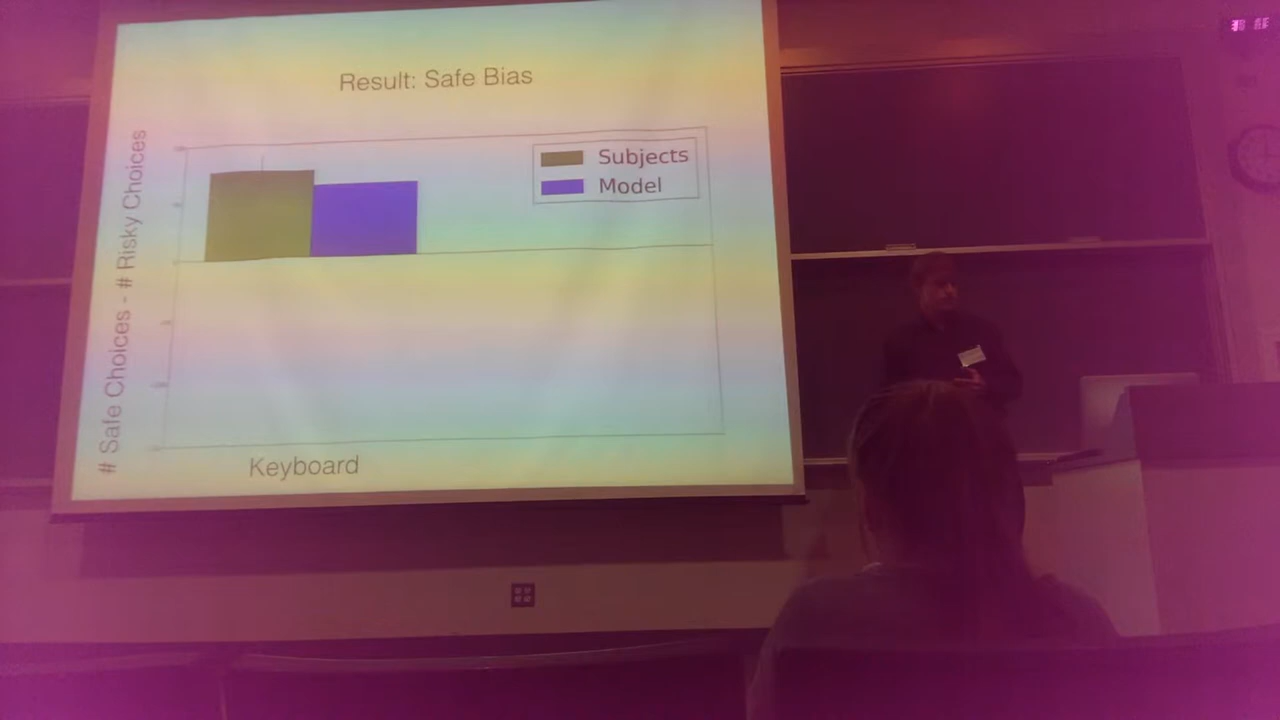 Result: Safe Bias
# Safe Choices - # Risky Choices
Subjects
Model
Keyboard